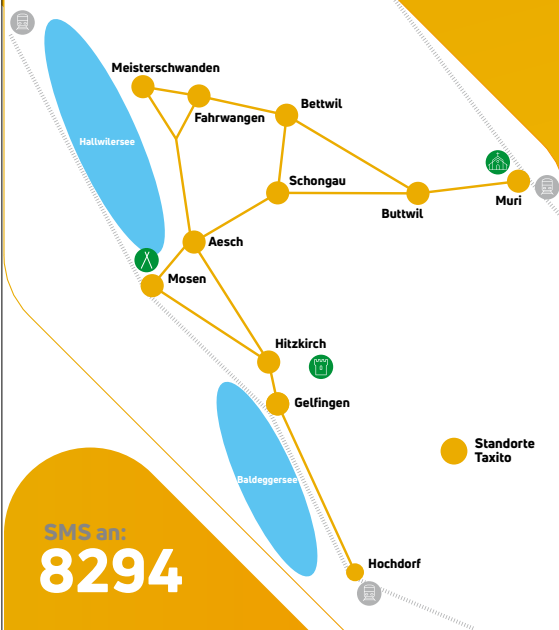 Meisterschwanden
Fahrwangen
Bettwil
Hallwilersee
Schongau
Buttwil
Muri
Aesch
Mosen
Hitzkirch
Gelfingen
Standorte
Taxito
Baldeggersee
SMS an:
8294
Hochdorf